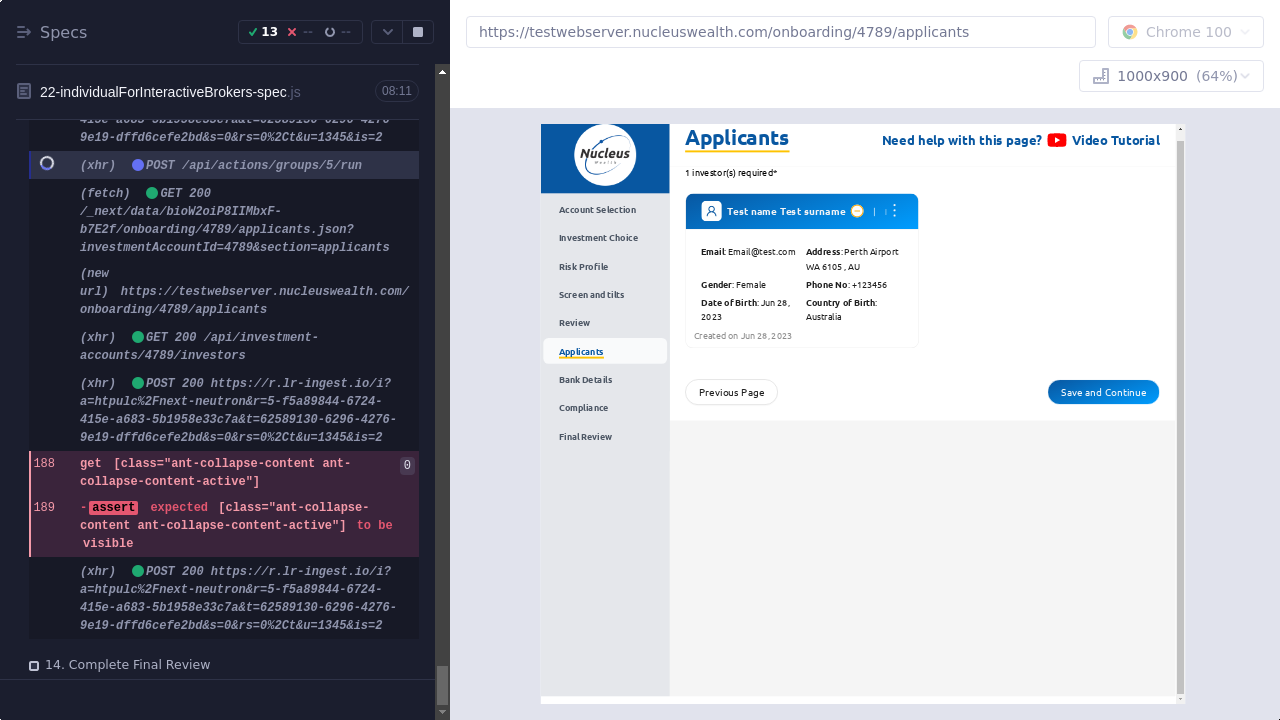 Specs
13
--
--
https://testwebserver.nucleuswealth.com/onboarding/4789/applicants
Chrome 100
1000x900 (64%)
22-individualForInteractiveBrokers-spec.js
08:11
415e-a683-5b1958e33c7a&t=62589130-6296-4276-
9e19-dffd6cefe2bd&s=0&rs=0%2Ct&u=1345&is=2
(xhr) POST /api/actions/groups/5/run
(fetch) GET 200
/_next/data/bioW2oiP8IIMbxF-
b7E2f/onboarding/4789/applicants.json?
investmentAccountId=4789&section=applicants
(new
url) https://testwebserver.nucleuswealth.com/
onboarding/4789/applicants
(xhr) GET 200 /api/investment-
accounts/4789/investors
(xhr) POST 200 https://r.lr-ingest.io/i?
a=htpulc%2Fnext-neutron&r=5-f5a89844-6724-
415e-a683-5b1958e33c7a&t=62589130-6296-4276-
9e19-dffd6cefe2bd&s=0&rs=0%2Ct&u=1345&is=2
188 get [class="ant-collapse-content ant-
collapse-content-active"]
0
189 -assert expected [class="ant-collapse-
content ant-collapse-content-active"] to be
visible
(xhr) POST 200 https://r.lr-ingest.io/i?
a=htpulc%2Fnext-neutron&r=5-f5a89844-6724-
415e-a683-5b1958e33c7a&t=62589130-6296-4276-
9e19-dffd6cefe2bd&s=0&rs=0%2Ct&u=1345&is=2
14. Complete Final Review
Nucleus
Wealth
Account Selection
Investment Choice
Risk Profile
Screen and tilts
Review
Applicants
Bank Details
Compliance
Final Review
Applicants
Need help with this page? Video Tutorial
1 investor(s) required*
Test name Test surname
Email: Email@test.com
Address: Perth Airport
WA 6105 , AU
Gender: Female
Phone No: +123456
Date of Birth: Jun 28,
2023
Country of Birth:
Australia
Created on Jun 28, 2023
Previous Page
Save and Continue